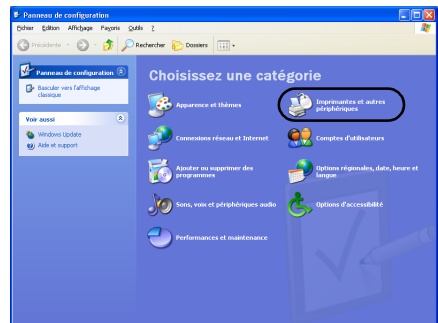 Panneau de configuration
Fichier Edition Affichage Favoris Outils ?
Précédente Rechercher Dossiers
Panneau de configuration
Basculer vers l'affichage
classique
Voir aussi
Windows Update
Aide et support
Choisissez une catégorie
Apparence et thèmes
Imprimantes et autres
périphériques
Connexions réseau et Internet
Comptes d'utilisateurs
Ajouter ou supprimer des
programmes
Options régionales, date, heure et
langue
Sons, voix et périphériques audio
Options d'accessibilité
Performances et maintenance